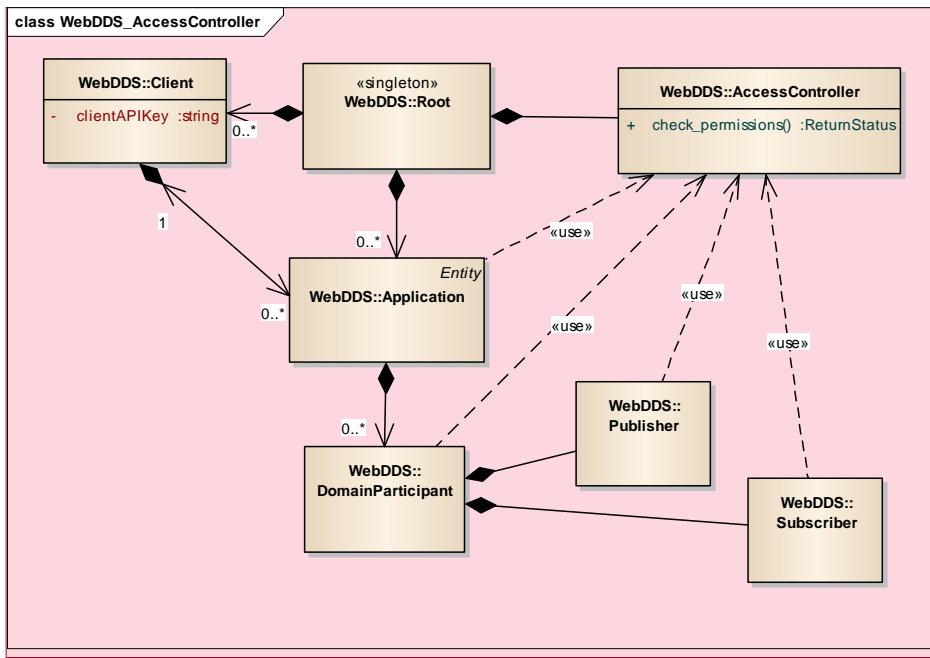 class WebDDS_AccessController
WebDDS::Client
- clientAPIKey :string
«singleton»
WebDDS::Root
WebDDS::AccessController
+ check_permissions() :ReturnStatus
0..*
1
0..*
0..*
«use»
Entity
WebDDS::Application
«use»
«use»
«use»
0..*
WebDDS::
DomainParticipant
WebDDS::
Publisher
WebDDS::
Subscriber